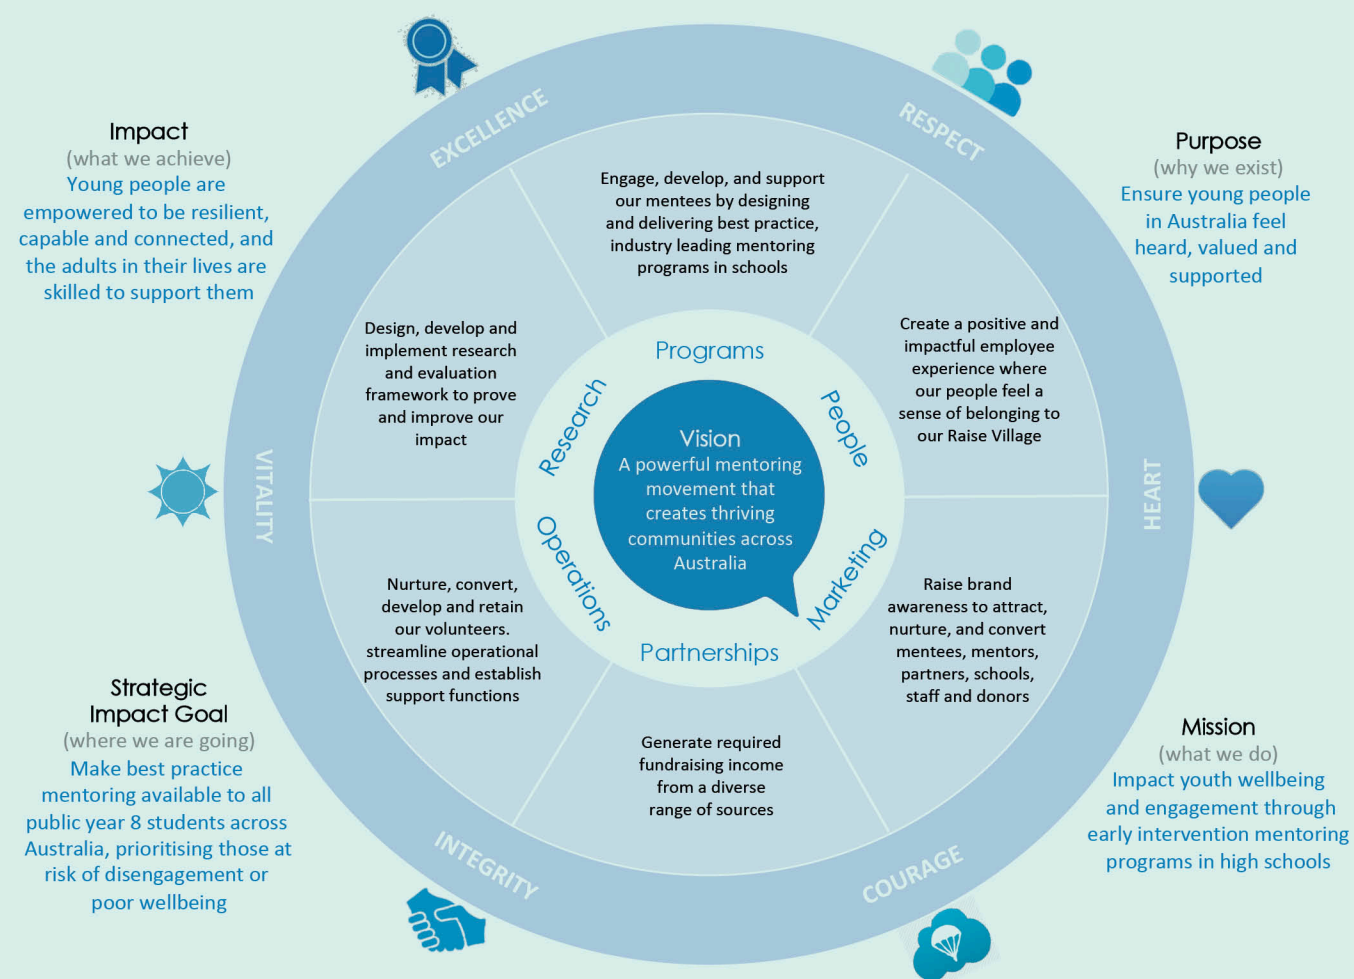 EXCELLENCE
RESPECT
HEART
COURAGE
INTEGRITY
VITALITY
Impact
(what we achieve)
Young people are
empowered to be resilient,
capable and connected, and
the adults in their lives are
skilled to support them
Purpose
(why we exist)
Ensure young people
in Australia feel
heard, valued and
supported
Engage, develop, and support
our mentees by designing
and delivering best practice,
industry leading mentoring
programs in schools
Design, develop and
implement research
and evaluation
framework to prove
and improve our
impact
Create a positive and
impactful employee
experience where
our people feel a
sense of belonging to
our Raise Village
Programs
People
Marketing
Partnerships
Operations
Research
Vision
A powerful mentoring
movement that
creates thriving
communities across
Australia
Nurture, convert,
develop and retain
our volunteers.
streamline operational
processes and establish
support functions
Raise brand
awareness to attract,
nurture, and convert
mentees, mentors,
partners, schools,
staff and donors
Generate required
fundraising income
from a diverse
range of sources
Strategic
Impact Goal
(where we are going)
Make best practice
mentoring available to all
public year 8 students across
Australia, prioritising those at
risk of disengagement or
poor wellbeing
Mission
(what we do)
Impact youth wellbeing
and engagement through
early intervention mentoring
programs in high schools